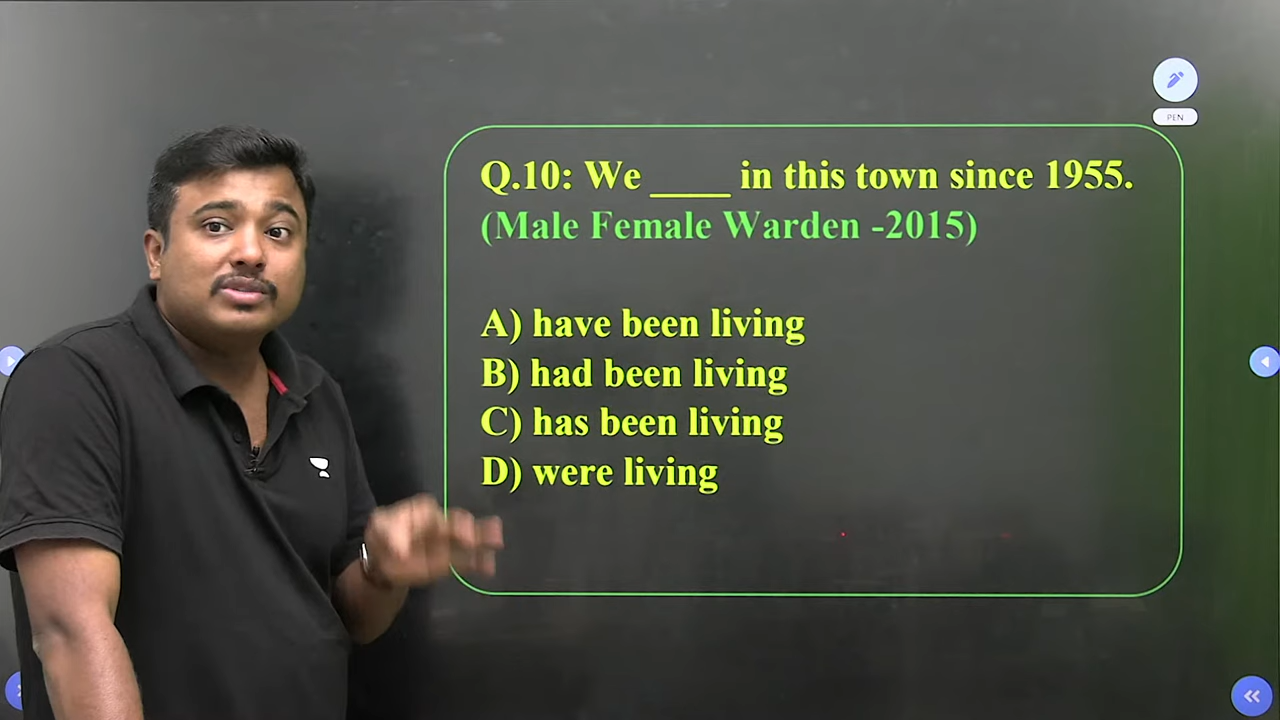 PEN
Q.10: We ____ in this town since 1955.
(Male Female Warden -2015)
A) have been living
B) had been living
C) has been living
D) were living